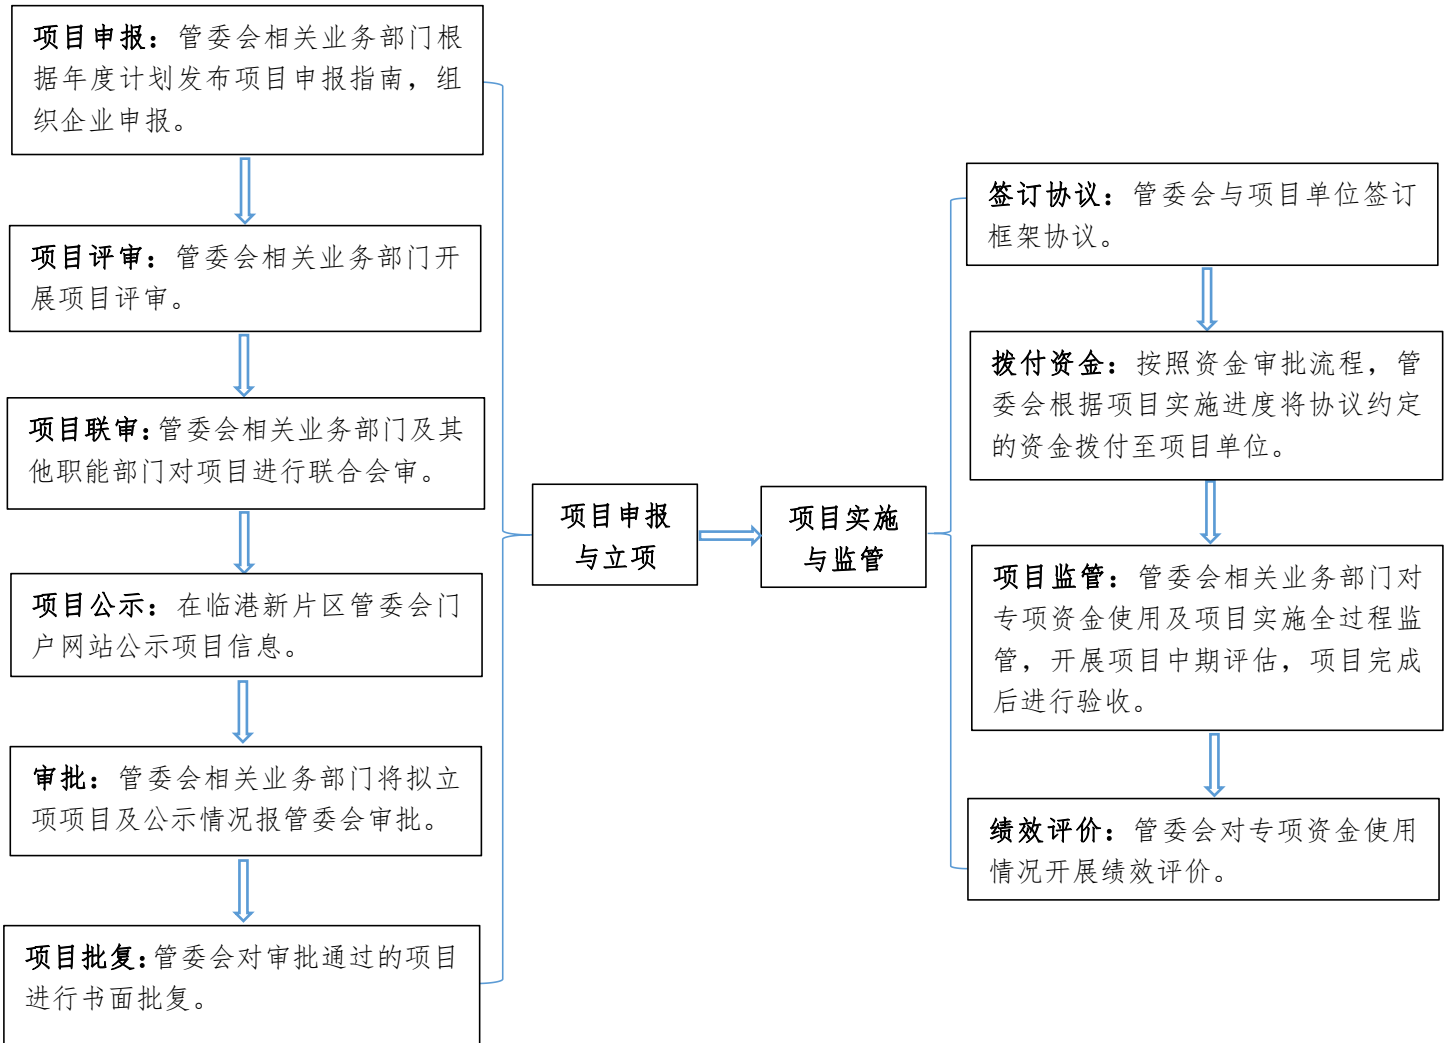 项目申报：管委会相关业务部门根
据年度计划发布项目申报指南，组
织企业申报。
项目评审：管委会相关业务部门开
展项目评审。
项目联审：管委会相关业务部门及其
他职能部门对项目进行联合会审。
项目公示：在临港新片区管委会门
户网站公示项目信息。
审批：管委会相关业务部门将拟立
项项目及公示情况报管委会审批。
项目批复：管委会对审批通过的项目
进行书面批复。
项目申报
与立项
项目实施
与监管
签订协议：管委会与项目单位签订
框架协议。
拨付资金：按照资金审批流程，管
委会根据项目实施进度将协议约定
的资金拨付至项目单位。
项目监管：管委会相关业务部门对
专项资金使用及项目实施全过程监
管，开展项目中期评估，项目完成
后进行验收。
绩效评价：管委会对专项资金使用
情况开展绩效评价。